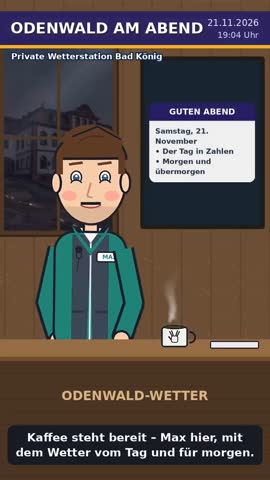 ODENWALD AM ABEND
21.11.2026
19:04 Uhr
Private Wetterstation Bad König
GUTEN ABEND
Samstag, 21.
November
• Der Tag in Zahlen
• Morgen und
übermorgen
MA
ODENWALD-WETTER
Kaffee steht bereit – Max hier, mit
dem Wetter vom Tag und für morgen.